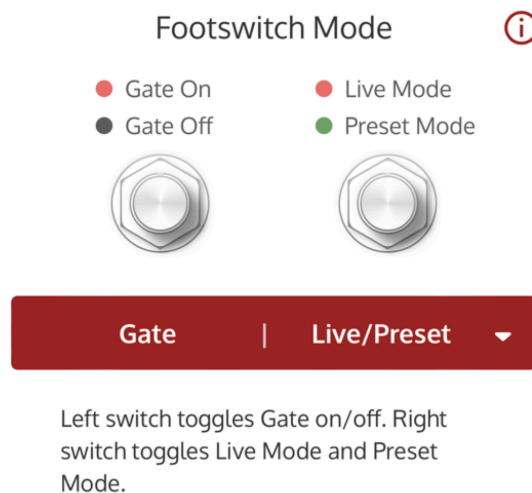 Footswitch Mode
Gate On
Live Mode
Gate Off
Preset Mode
Gate | Live/Preset
Left switch toggles Gate on/off. Right
switch toggles Live Mode and Preset
Mode.